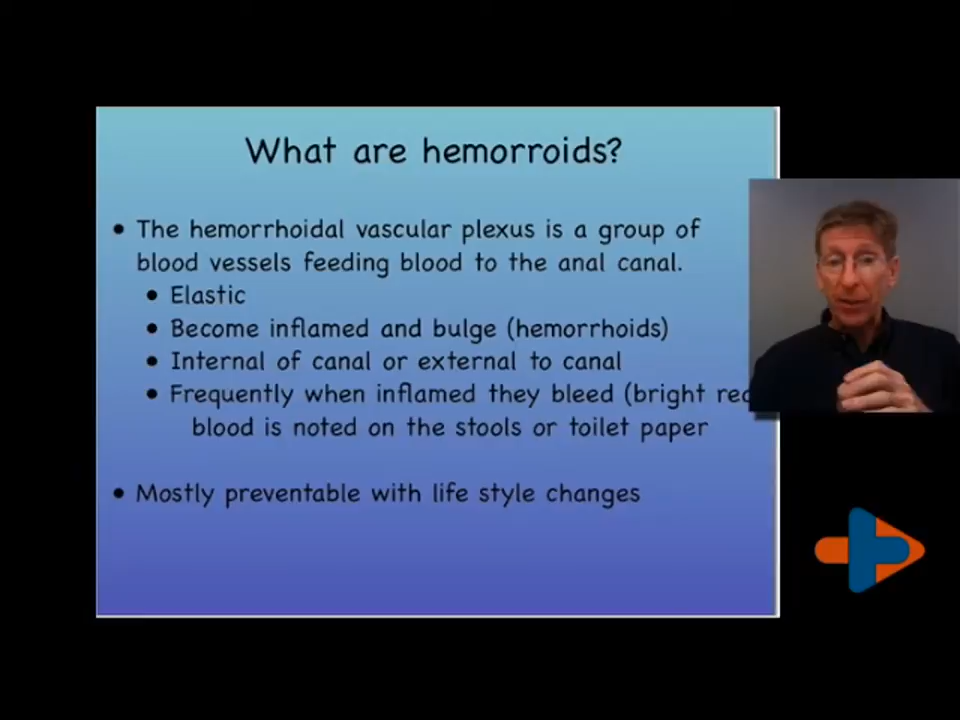 What are hemorroids?
• The hemorrhoidal vascular plexus is a group of
blood vessels feeding blood to the anal canal.
• Elastic
• Become inflamed and bulge (hemorrhoids)
• Internal of canal or external to canal
• Frequently when inflamed they bleed (bright
blood is noted on the stools or toilet paper
• Mostly preventable with life style changes